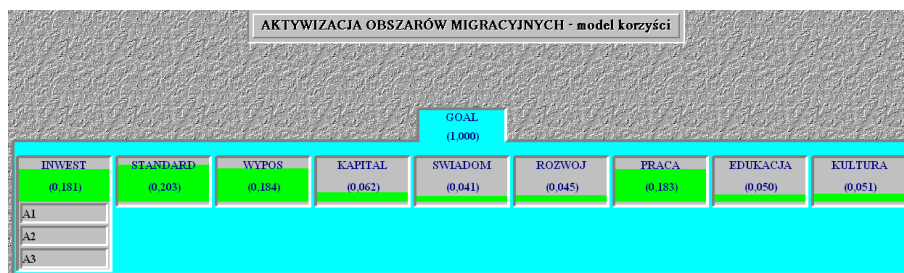 AKTYWIZACJA OBSZARÓW MIGRACYJNYCH - model korzyści
GOAL
(1,000)
INWEST STANDARD WYPOS KAPITAL SWIADOM ROZWOJ PRACA EDUKACJA KULTURA
(0,181) (0,203) (0,184) (0,062) (0,041) (0,045) (0,183) (0,050) (0,051)
A1
A2
A3